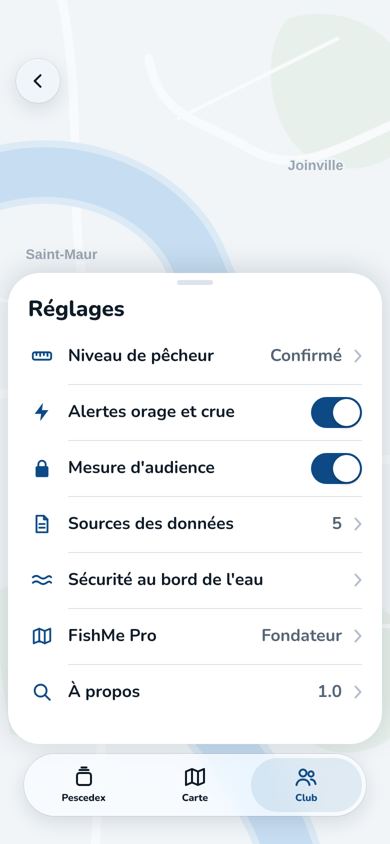 Joinville
Saint-Maur
Réglages
Niveau de pêcheur Confirmé
Alertes orage et crue
Mesure d'audience
Sources des données 5
Sécurité au bord de l'eau
FishMe Pro Fondateur
À propos 1.0
Pescedex Carte Club